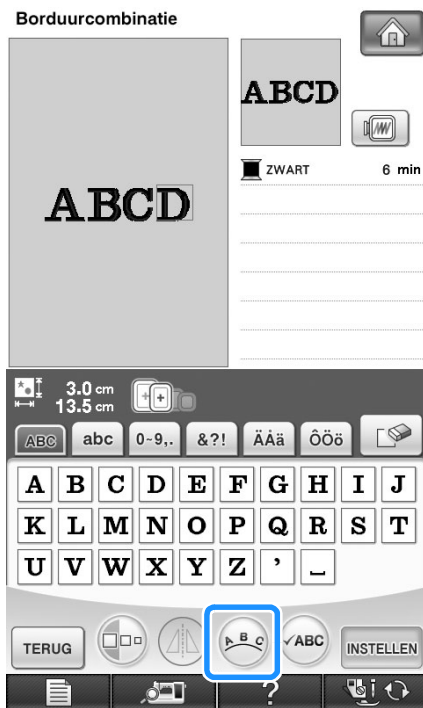 Borduurcombinatie
ABCD
ABCD
ZWART 6 min
3.0 cm
13.5 cm
ABC abc 0~9,. &?! ÄÅä ÔÖö
A B C D E F G H I J
K L M N O P Q R S T
U V W X Y Z ’ ⎵
TERUG A B C ✓ABC INSTELLEN
?